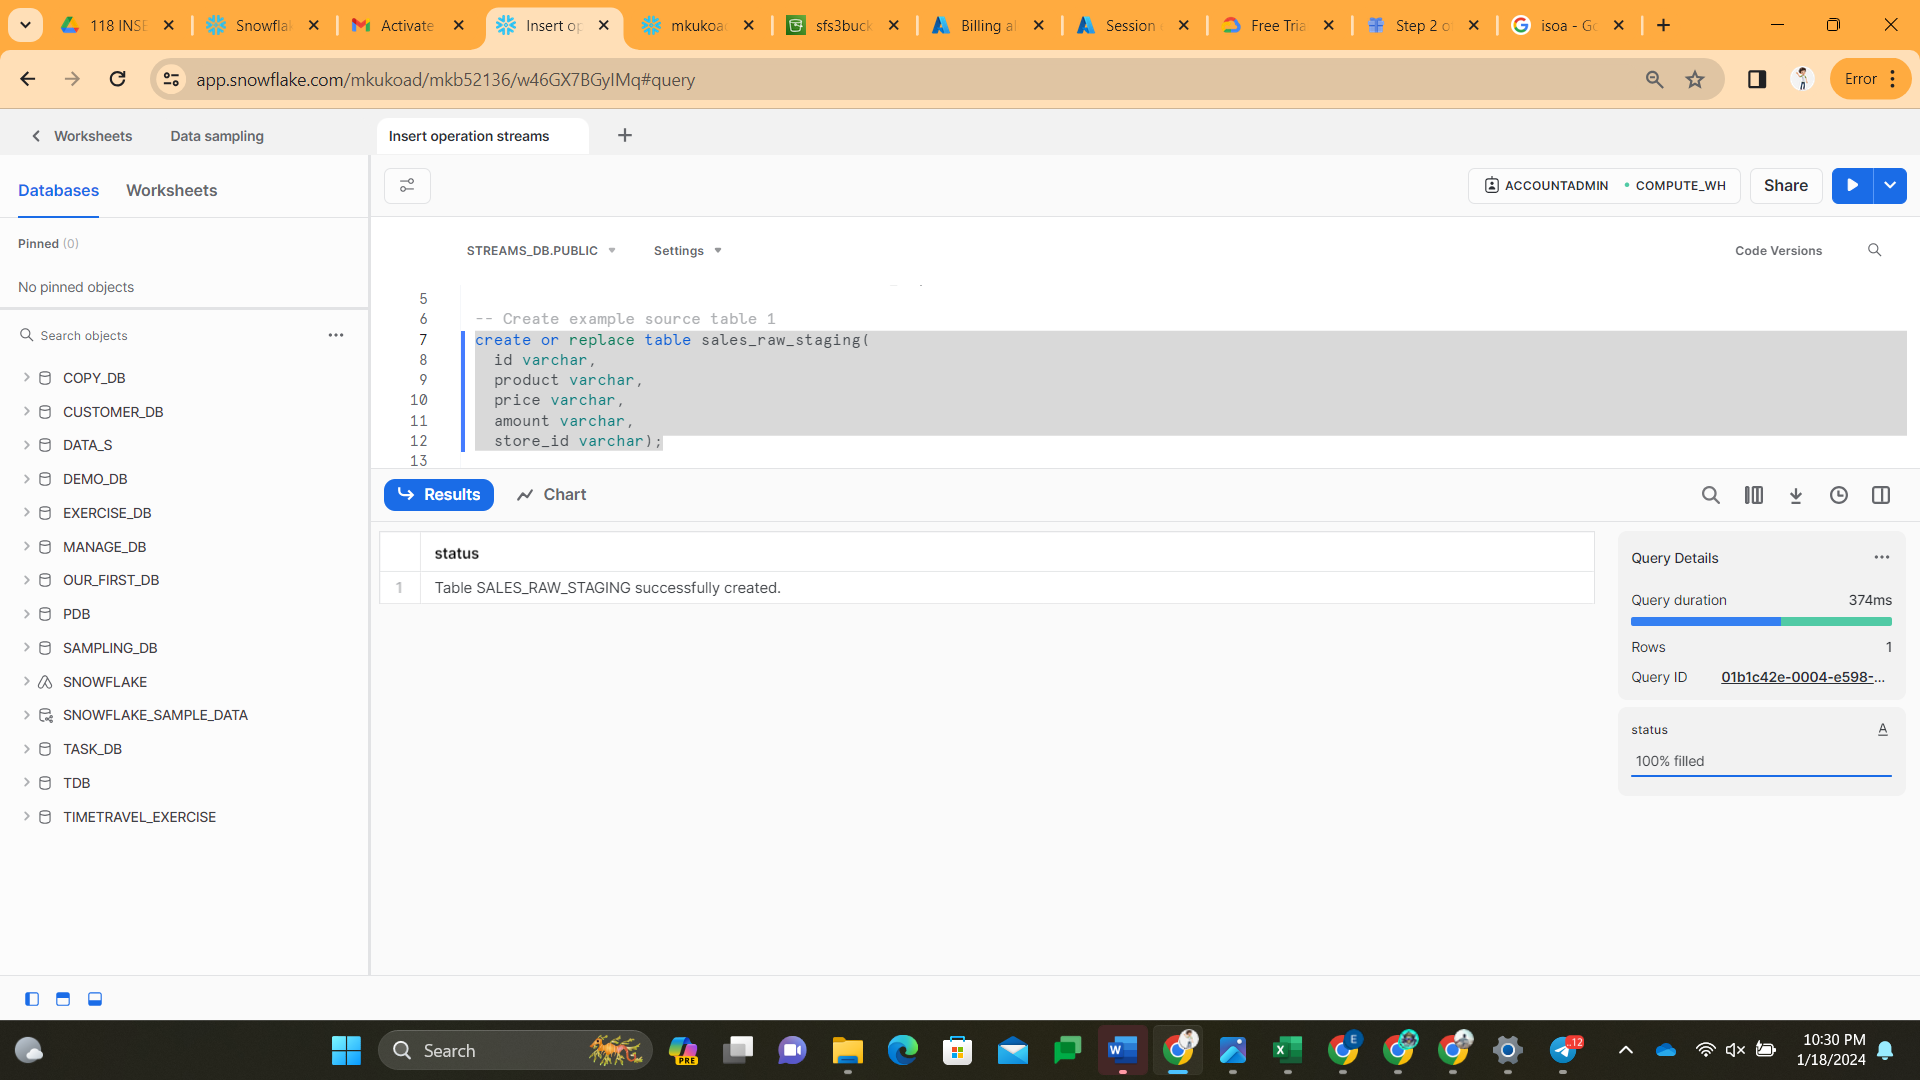 118 INSE
Snowflak
Activate
Insert op
mkukoad
sfs3buck
Billing al
Session
Free Tria
Step 2 o
isoa - Go
app.snowflake.com/mkukoad/mkb52136/w46GX7BGyIMq#query
Error
Worksheets
Data sampling
Insert operation streams
Databases
Worksheets
ACCOUNTADMIN
COMPUTE_WH
Share
Pinned (0)
No pinned objects
STREAMS_DB.PUBLIC
Settings
Code Versions
Search objects
COPY_DB
CUSTOMER_DB
DATA_S
DEMO_DB
EXERCISE_DB
MANAGE_DB
OUR_FIRST_DB
PDB
SAMPLING_DB
SNOWFLAKE
SNOWFLAKE_SAMPLE_DATA
TASK_DB
TDB
TIMETRAVEL_EXERCISE
5
6 -- Create example source table 1
7 create or replace table sales_raw_staging(
8 id varchar,
9 product varchar,
10 price varchar,
11 amount varchar,
12 store_id varchar);
13
Results
Chart
status
1 Table SALES_RAW_STAGING successfully created.
Query Details
Query duration 374ms
Rows 1
Query ID 01b1c42e-0004-e598-...
status A
100% filled
Search
PRE
W
X
E
12
10:30 PM
1/18/2024